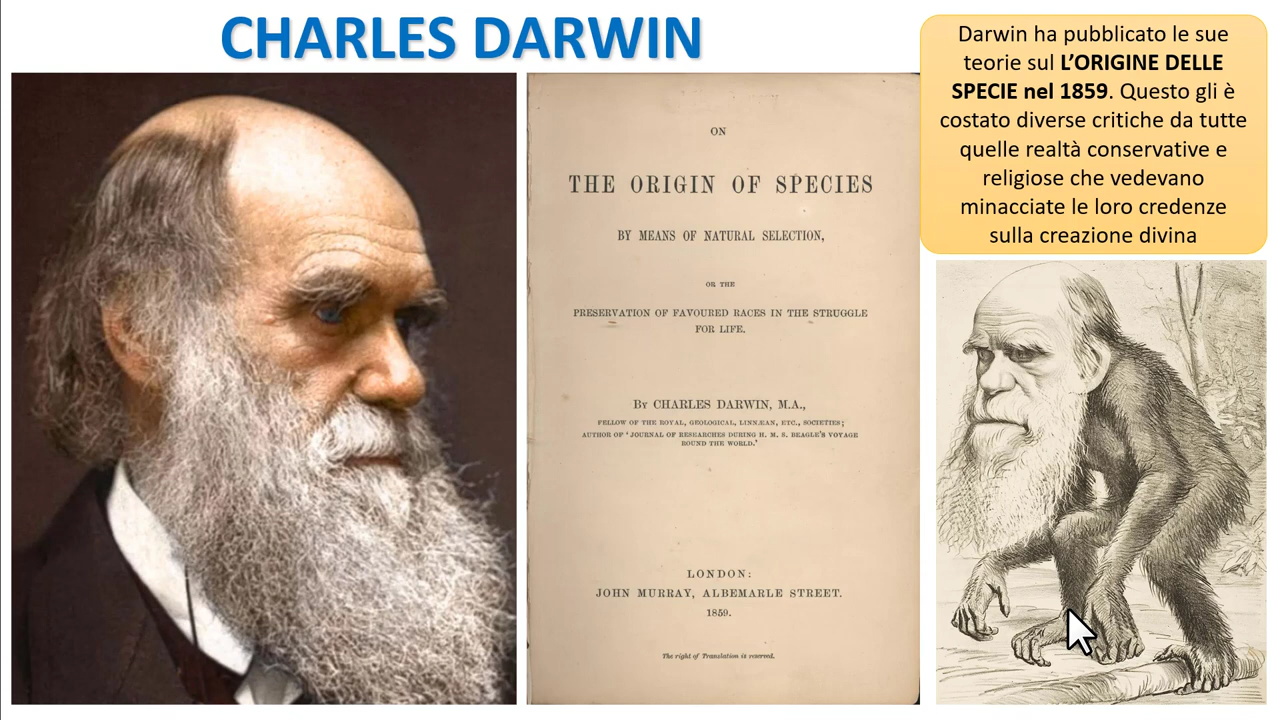 CHARLES DARWIN
Darwin ha pubblicato le sue
teorie sul L'ORIGINE DELLE
SPECIE nel 1859. Questo gli è
costato diverse critiche da tutte
quelle realtà conservative e
religiose che vedevano
minacciate le loro credenze
sulla creazione divina
ON
THE ORIGIN OF SPECIES
BY MEANS OF NATURAL SELECTION,
OR THE
PRESERVATION OF FAVOURED RACES IN THE STRUGGLE
FOR LIFE.
By CHARLES DARWIN, M.A.,
FELLOW OF THE ROYAL, GEOLOGICAL, LINNÆAN, ETC., SOCIETIES;
AUTHOR OF 'JOURNAL OF RESEARCHES DURING H. M. S. BEAGLE'S VOYAGE
ROUND THE WORLD.'
LONDON:
JOHN MURRAY, ALBEMARLE STREET.
1859.
The right of Translation is reserved.